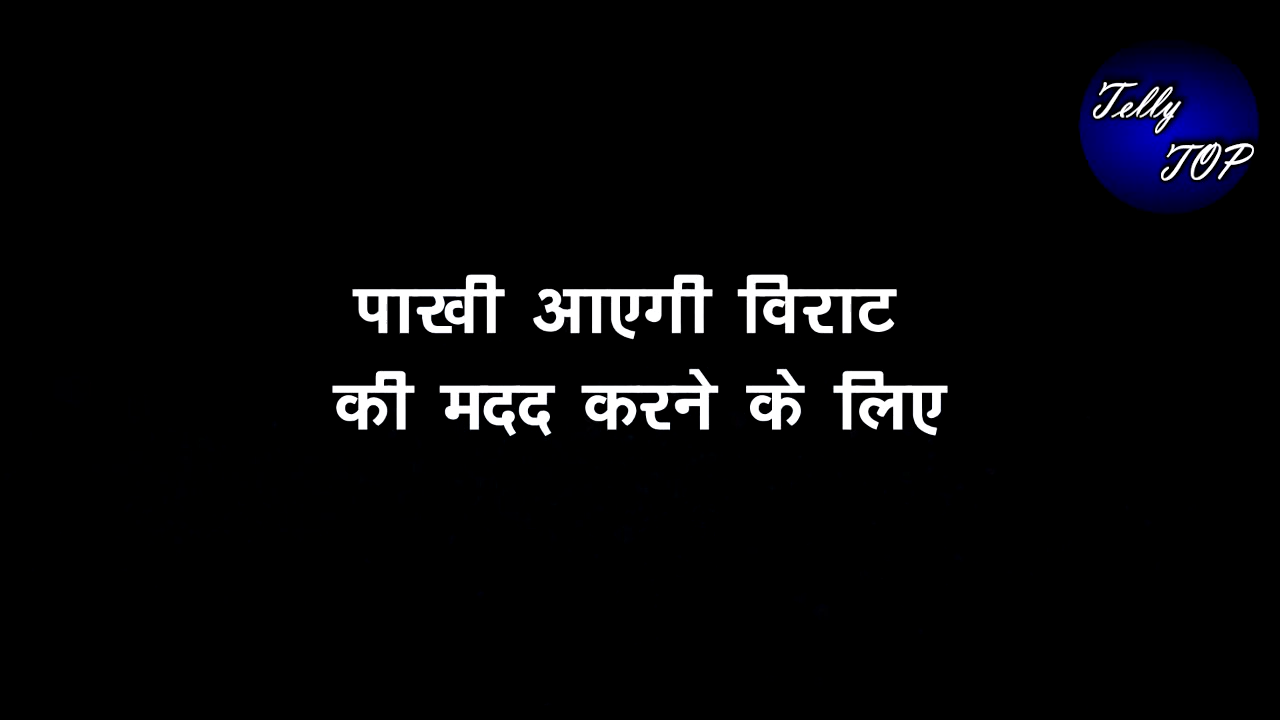 Telly
TOP
पाखी आएगी विराट
की मदद करने के लिए